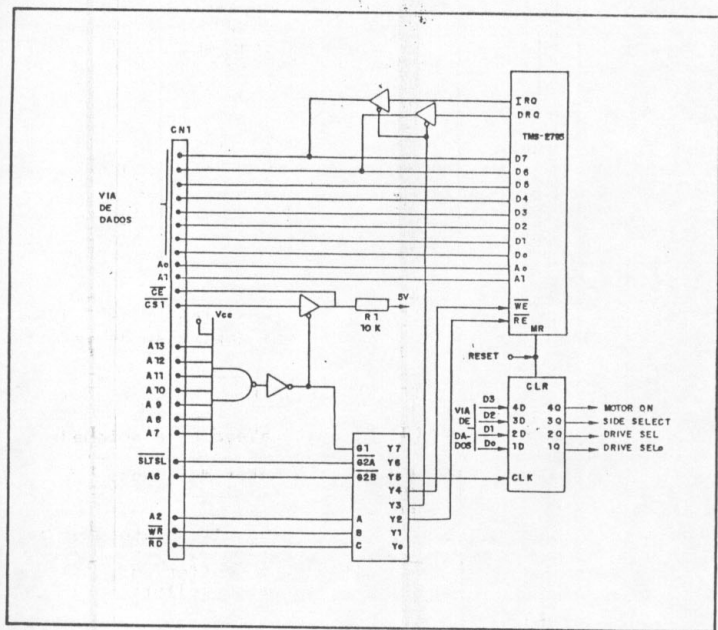 CN1
VIA
DE
DADOS
A0
A1
CE
CS1
Vcc
A13
A12
A11
A10
A9
A8
A7
SLTSL
A6
A2
WR
RD
R1
10 K
5V
G1
G2A
G2B
A
B
C
Y7
Y6
Y5
Y4
Y3
Y2
Y1
Y0
IRQ
DRQ
TMS-2795
D7
D6
D5
D4
D3
D2
D1
D0
A0
A1
WE
RE
MR
RESET
CLR
VIA
DE
DA-
DOS
D3
D2
D1
D0
4D
3D
2D
1D
4Q
3Q
2Q
1Q
CLK
MOTOR ON
SIDE SELECT
DRIVE SEL
DRIVE SEL0